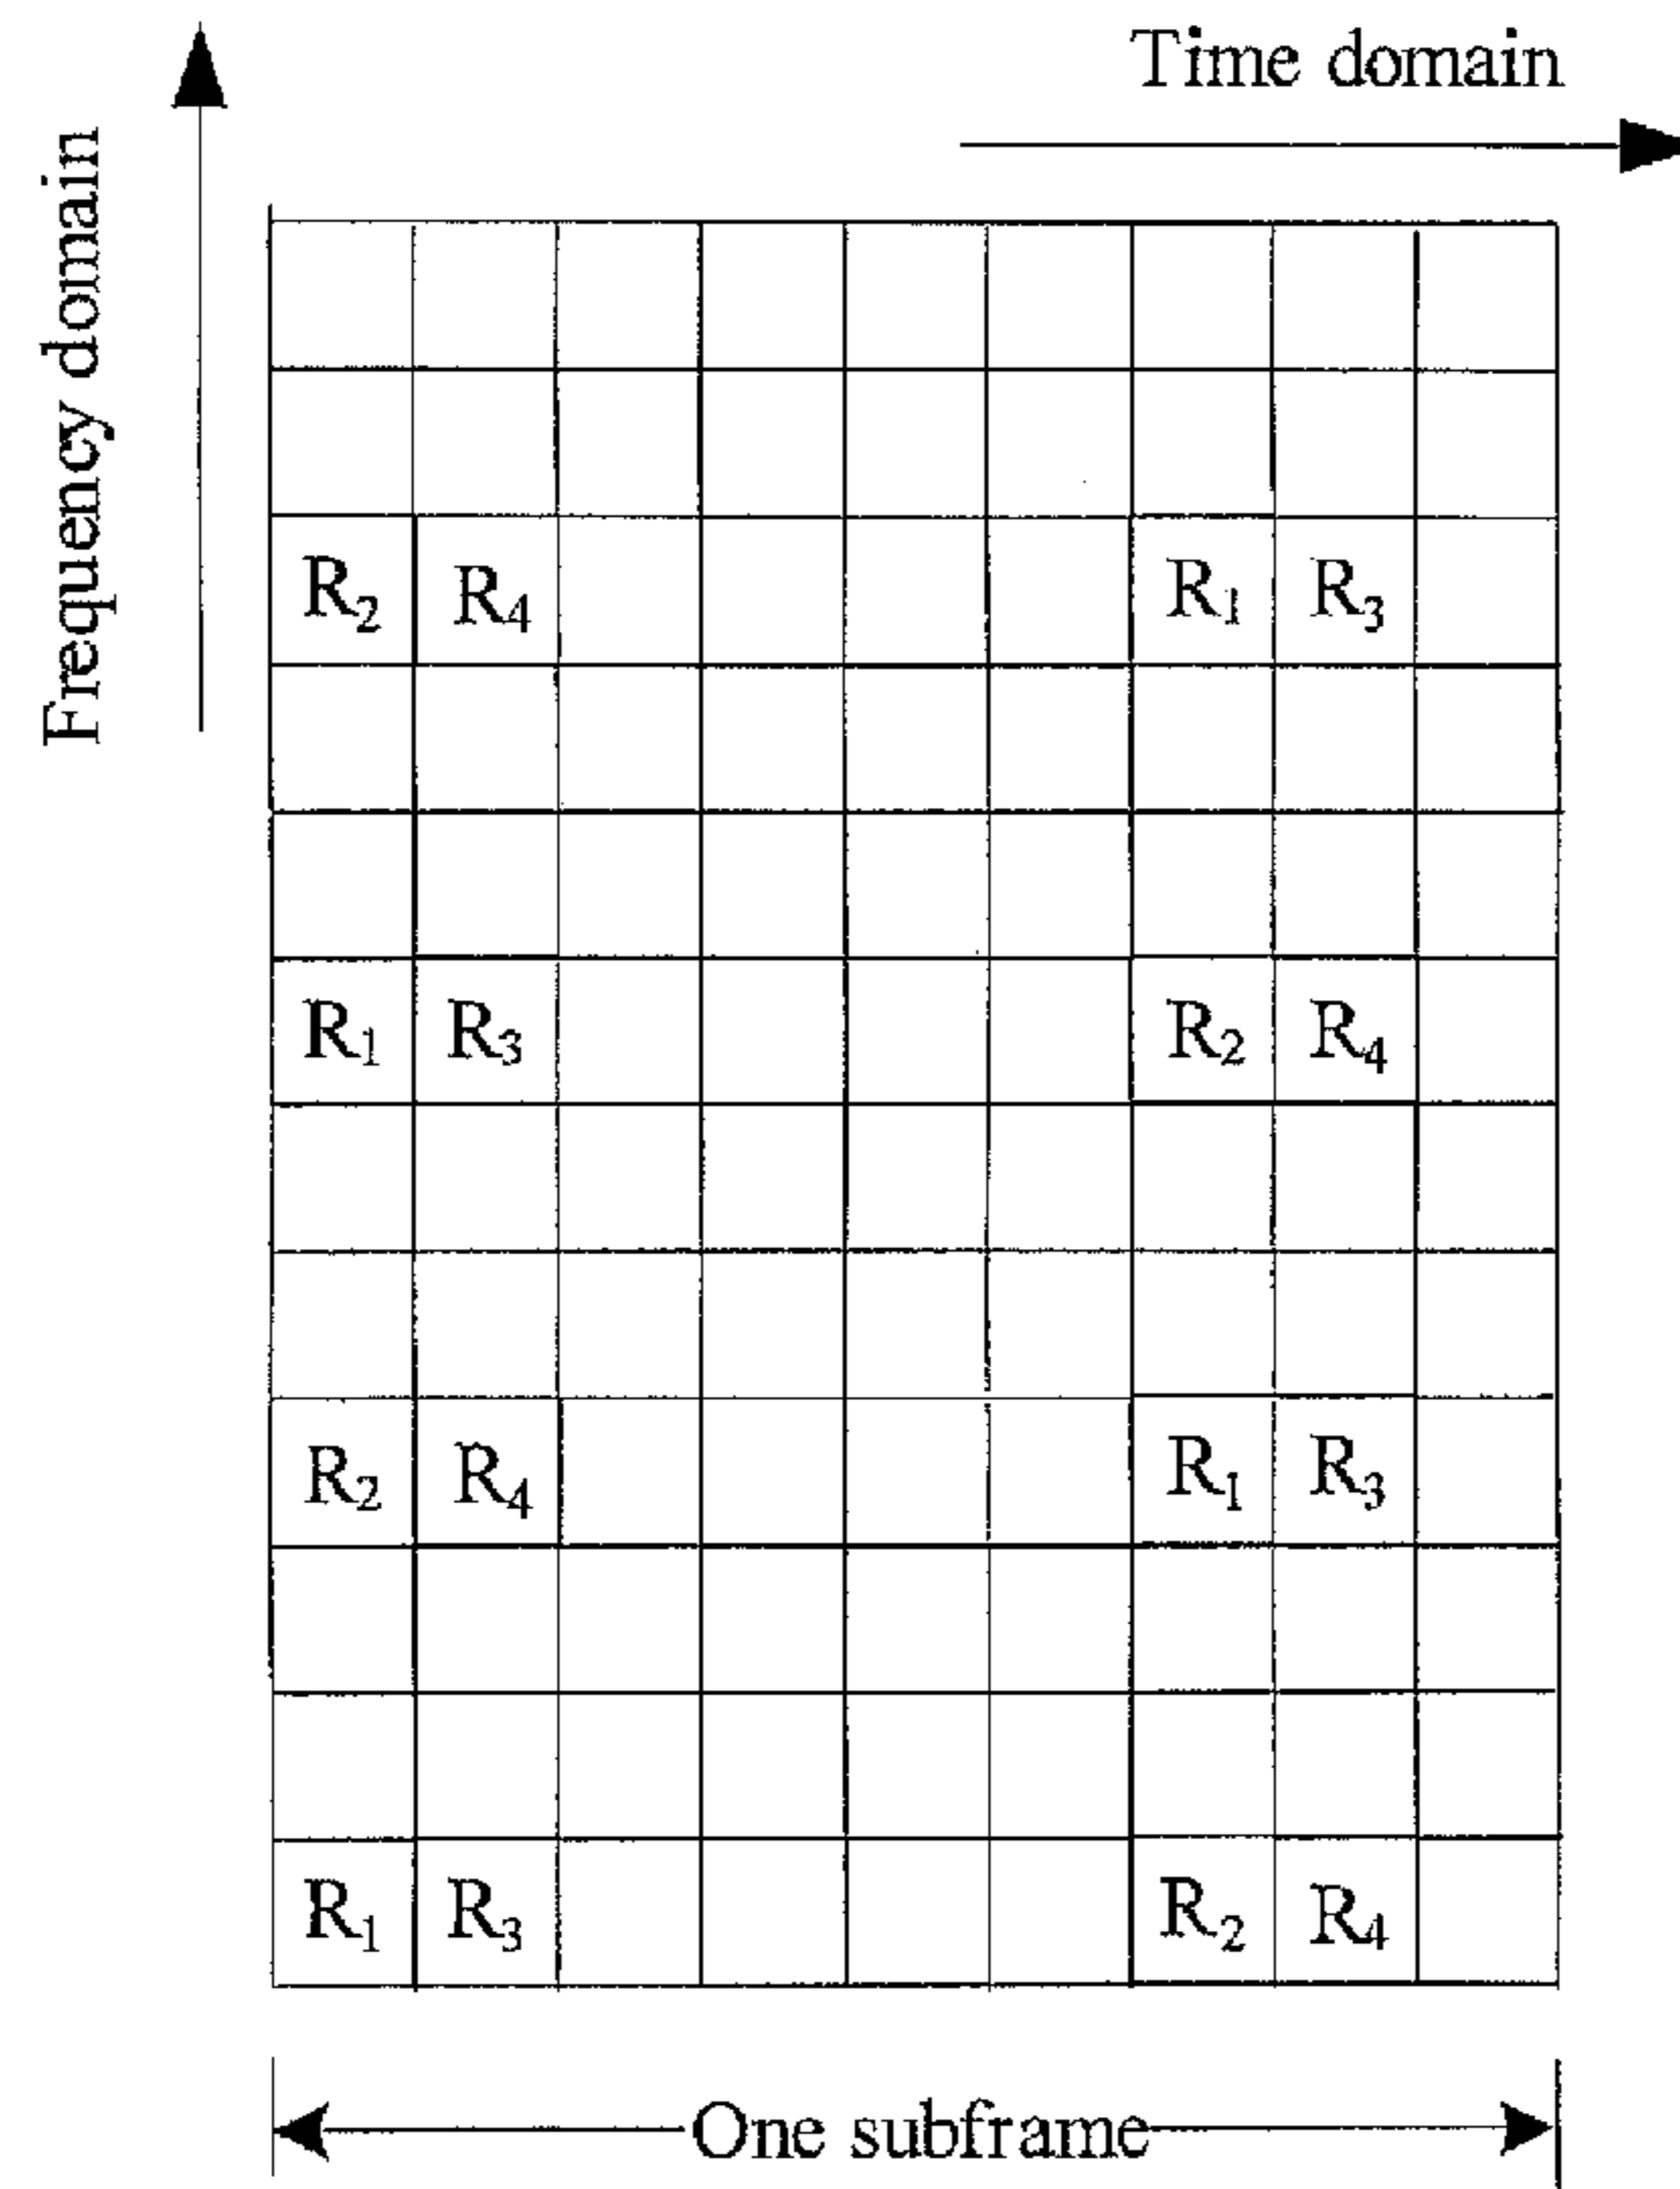 Time domain
Frequency domain
R₂ R₄ R₁ R₃
R₁ R₃ R₂ R₄
R₂ R₄ R₁ R₃
R₁ R₃ R₂ R₄
One subframe